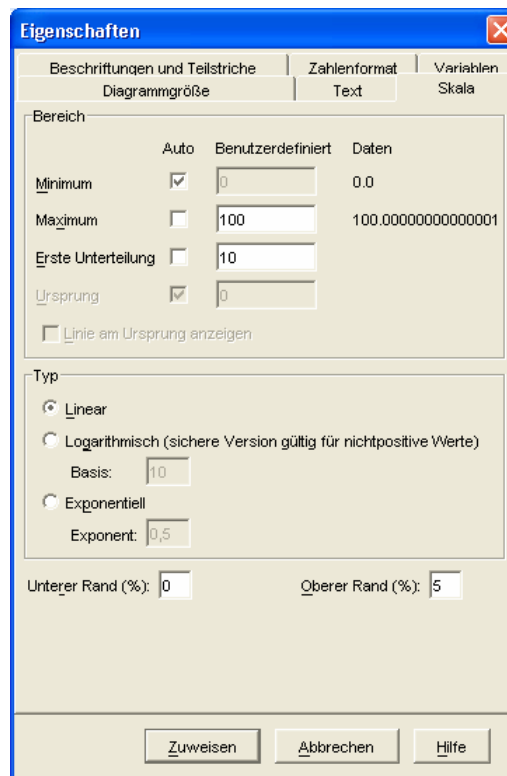 Eigenschaften
Beschriftungen und Teilstriche Zahlenformat Variablen
Diagrammgröße Text Skala
Bereich
Auto Benutzerdefiniert Daten
Minimum 0 0.0
Maximum 100 100.00000000000001
Erste Unterteilung 10
Ursprung 0
Linie am Ursprung anzeigen
Typ
Linear
Logarithmisch (sichere Version gültig für nichtpositive Werte)
Basis: 10
Exponentiell
Exponent: 0,5
Unterer Rand (%): 0 Oberer Rand (%): 5
Zuweisen Abbrechen Hilfe